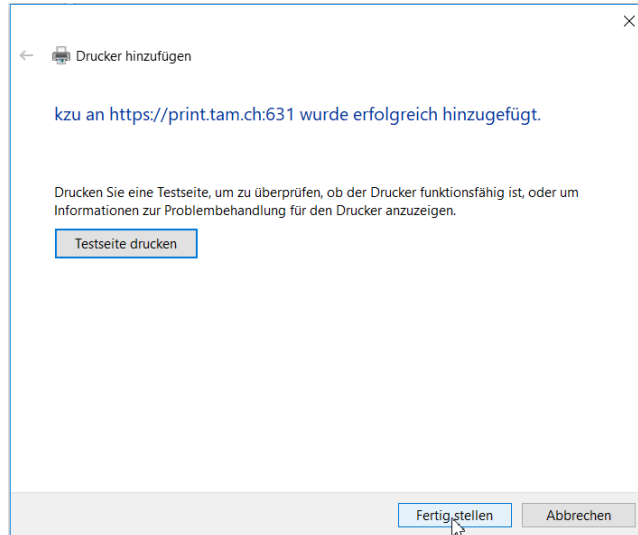 Drucker hinzufügen
kzu an https://print.tam.ch:631 wurde erfolgreich hinzugefügt.
Drucken Sie eine Testseite, um zu überprüfen, ob der Drucker funktionsfähig ist, oder um
Informationen zur Problembehandlung für den Drucker anzuzeigen.
Testseite drucken
Fertig stellen
Abbrechen